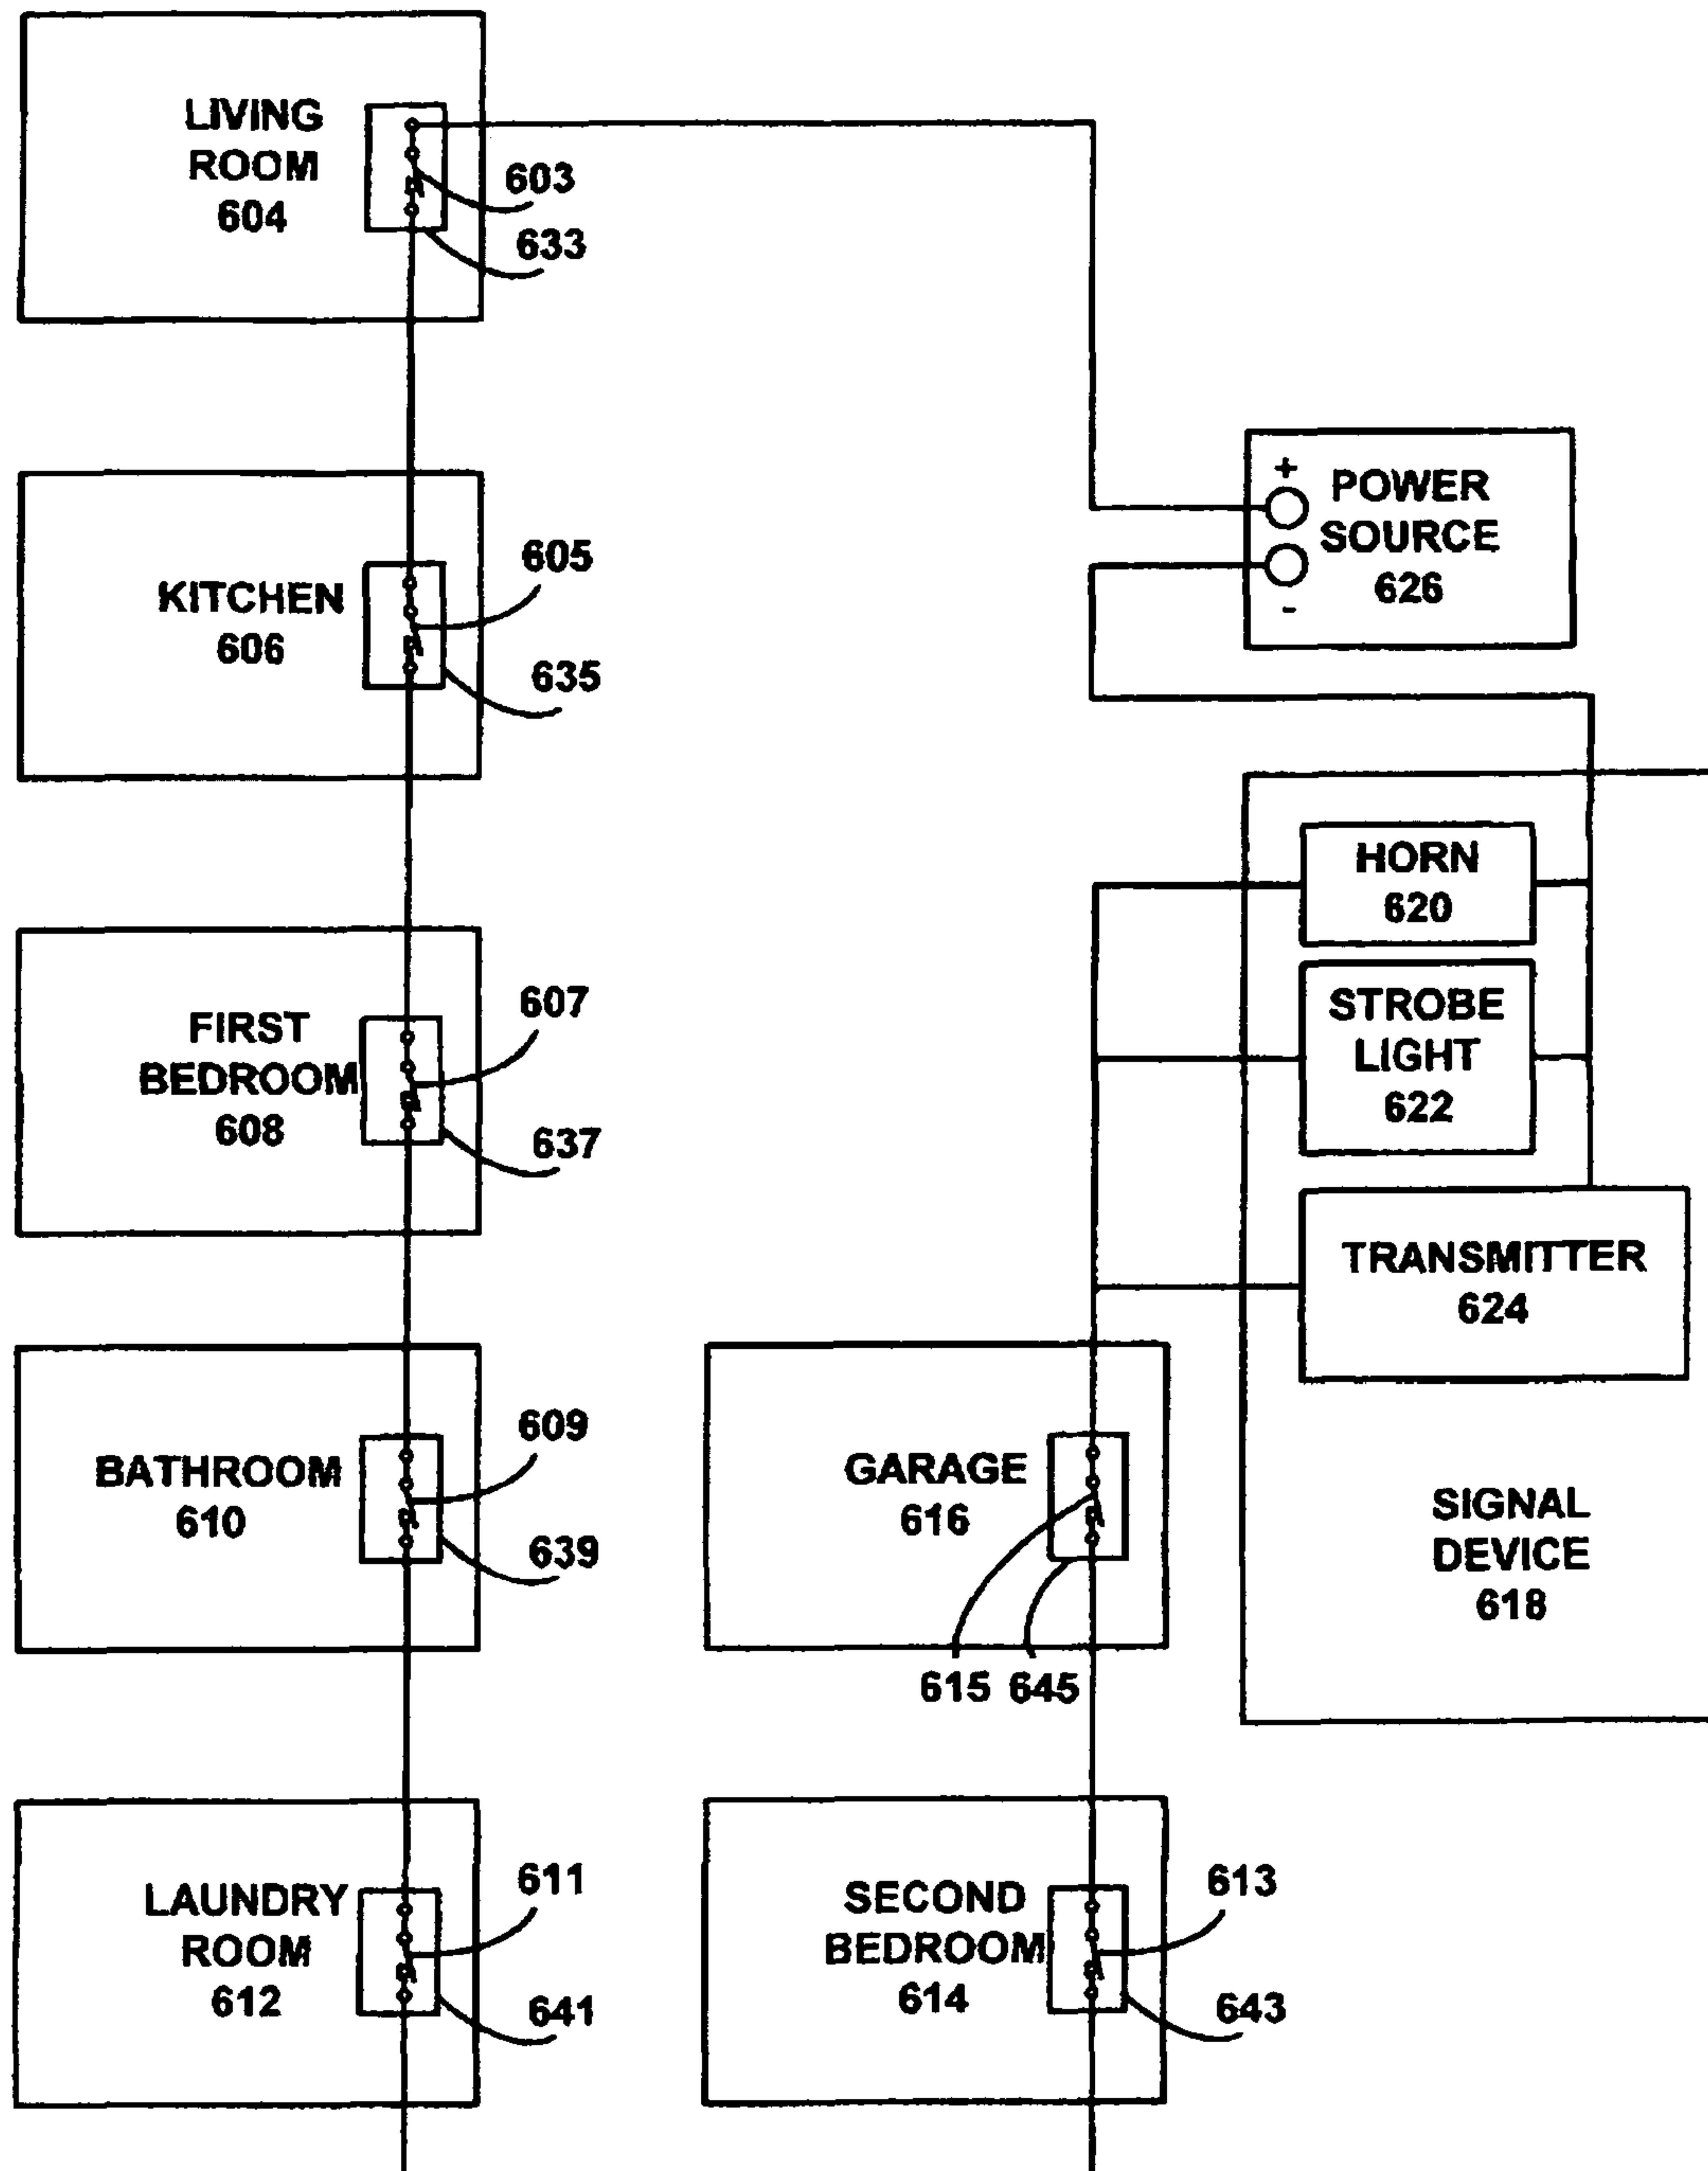 LIVING
ROOM
604
603
633
KITCHEN
606
605
635
FIRST
BEDROOM
608
607
637
BATHROOM
610
609
639
LAUNDRY
ROOM
612
611
641
+
POWER
SOURCE
626
-
HORN
620
STROBE
LIGHT
622
TRANSMITTER
624
SIGNAL
DEVICE
618
GARAGE
616
615 645
SECOND
BEDROOM
614
613
643